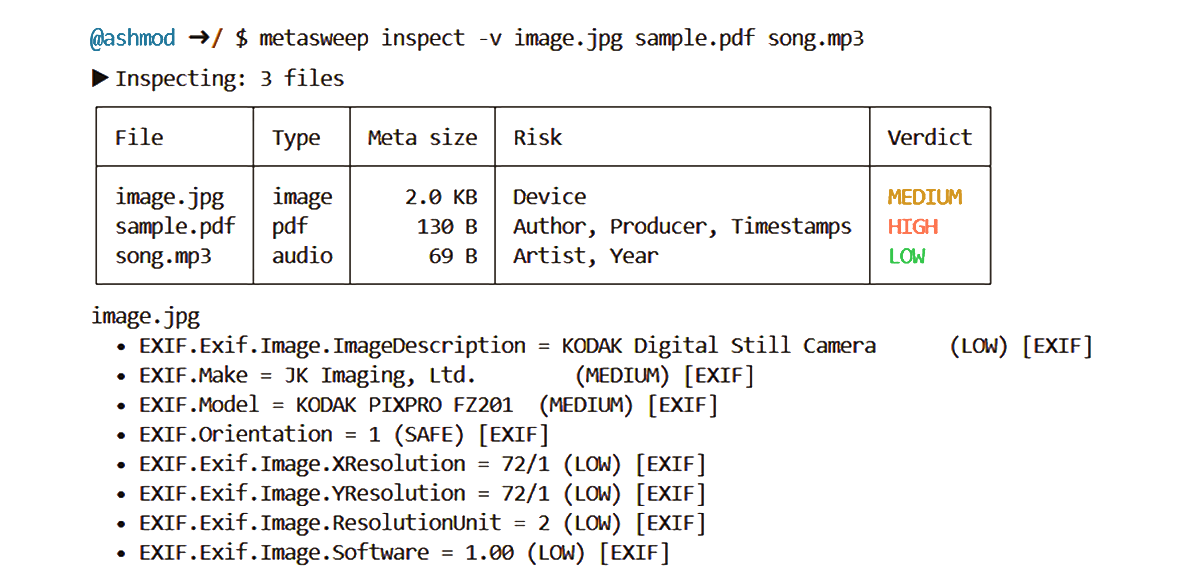 @ashmod ➜/ $ metasweep inspect -v image.jpg sample.pdf song.mp3
▶ Inspecting: 3 files
File Type Meta size Risk Verdict
image.jpg image 2.0 KB Device MEDIUM
sample.pdf pdf 130 B Author, Producer, Timestamps HIGH
song.mp3 audio 69 B Artist, Year LOW
image.jpg
• EXIF.Exif.Image.ImageDescription = KODAK Digital Still Camera (LOW) [EXIF]
• EXIF.Make = JK Imaging, Ltd. (MEDIUM) [EXIF]
• EXIF.Model = KODAK PIXPRO FZ201 (MEDIUM) [EXIF]
• EXIF.Orientation = 1 (SAFE) [EXIF]
• EXIF.Exif.Image.XResolution = 72/1 (LOW) [EXIF]
• EXIF.Exif.Image.YResolution = 72/1 (LOW) [EXIF]
• EXIF.Exif.Image.ResolutionUnit = 2 (LOW) [EXIF]
• EXIF.Exif.Image.Software = 1.00 (LOW) [EXIF]